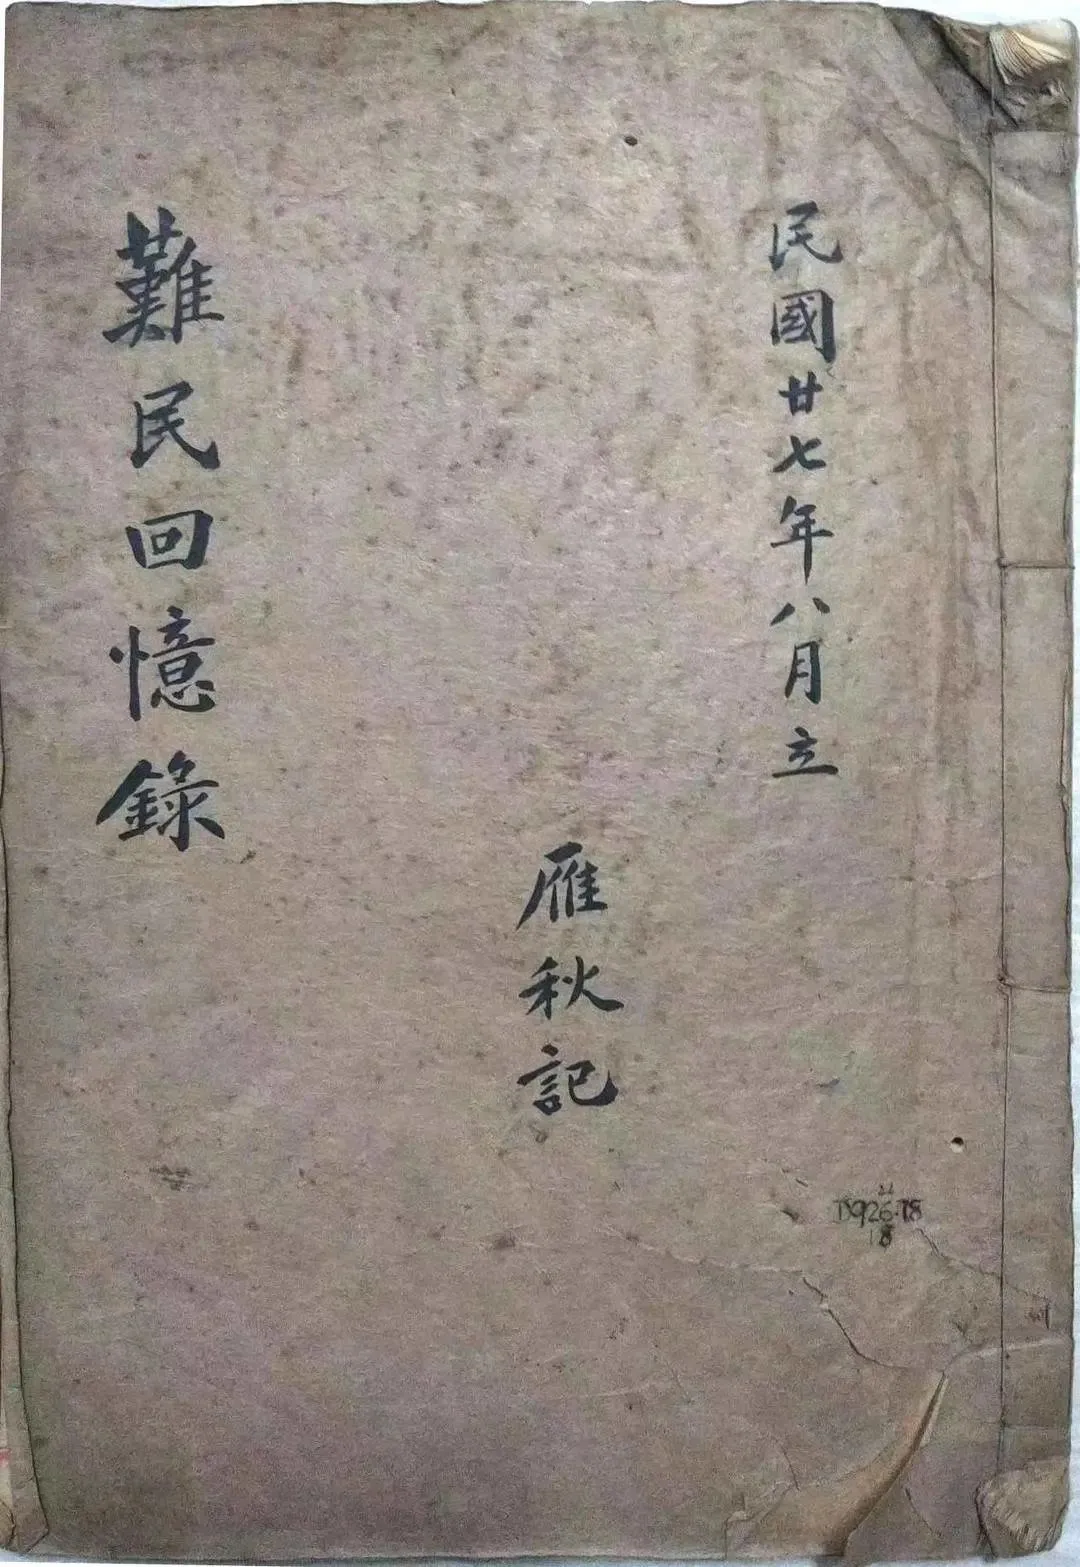 民國廿七年八月立
雁秋記
難民回憶錄